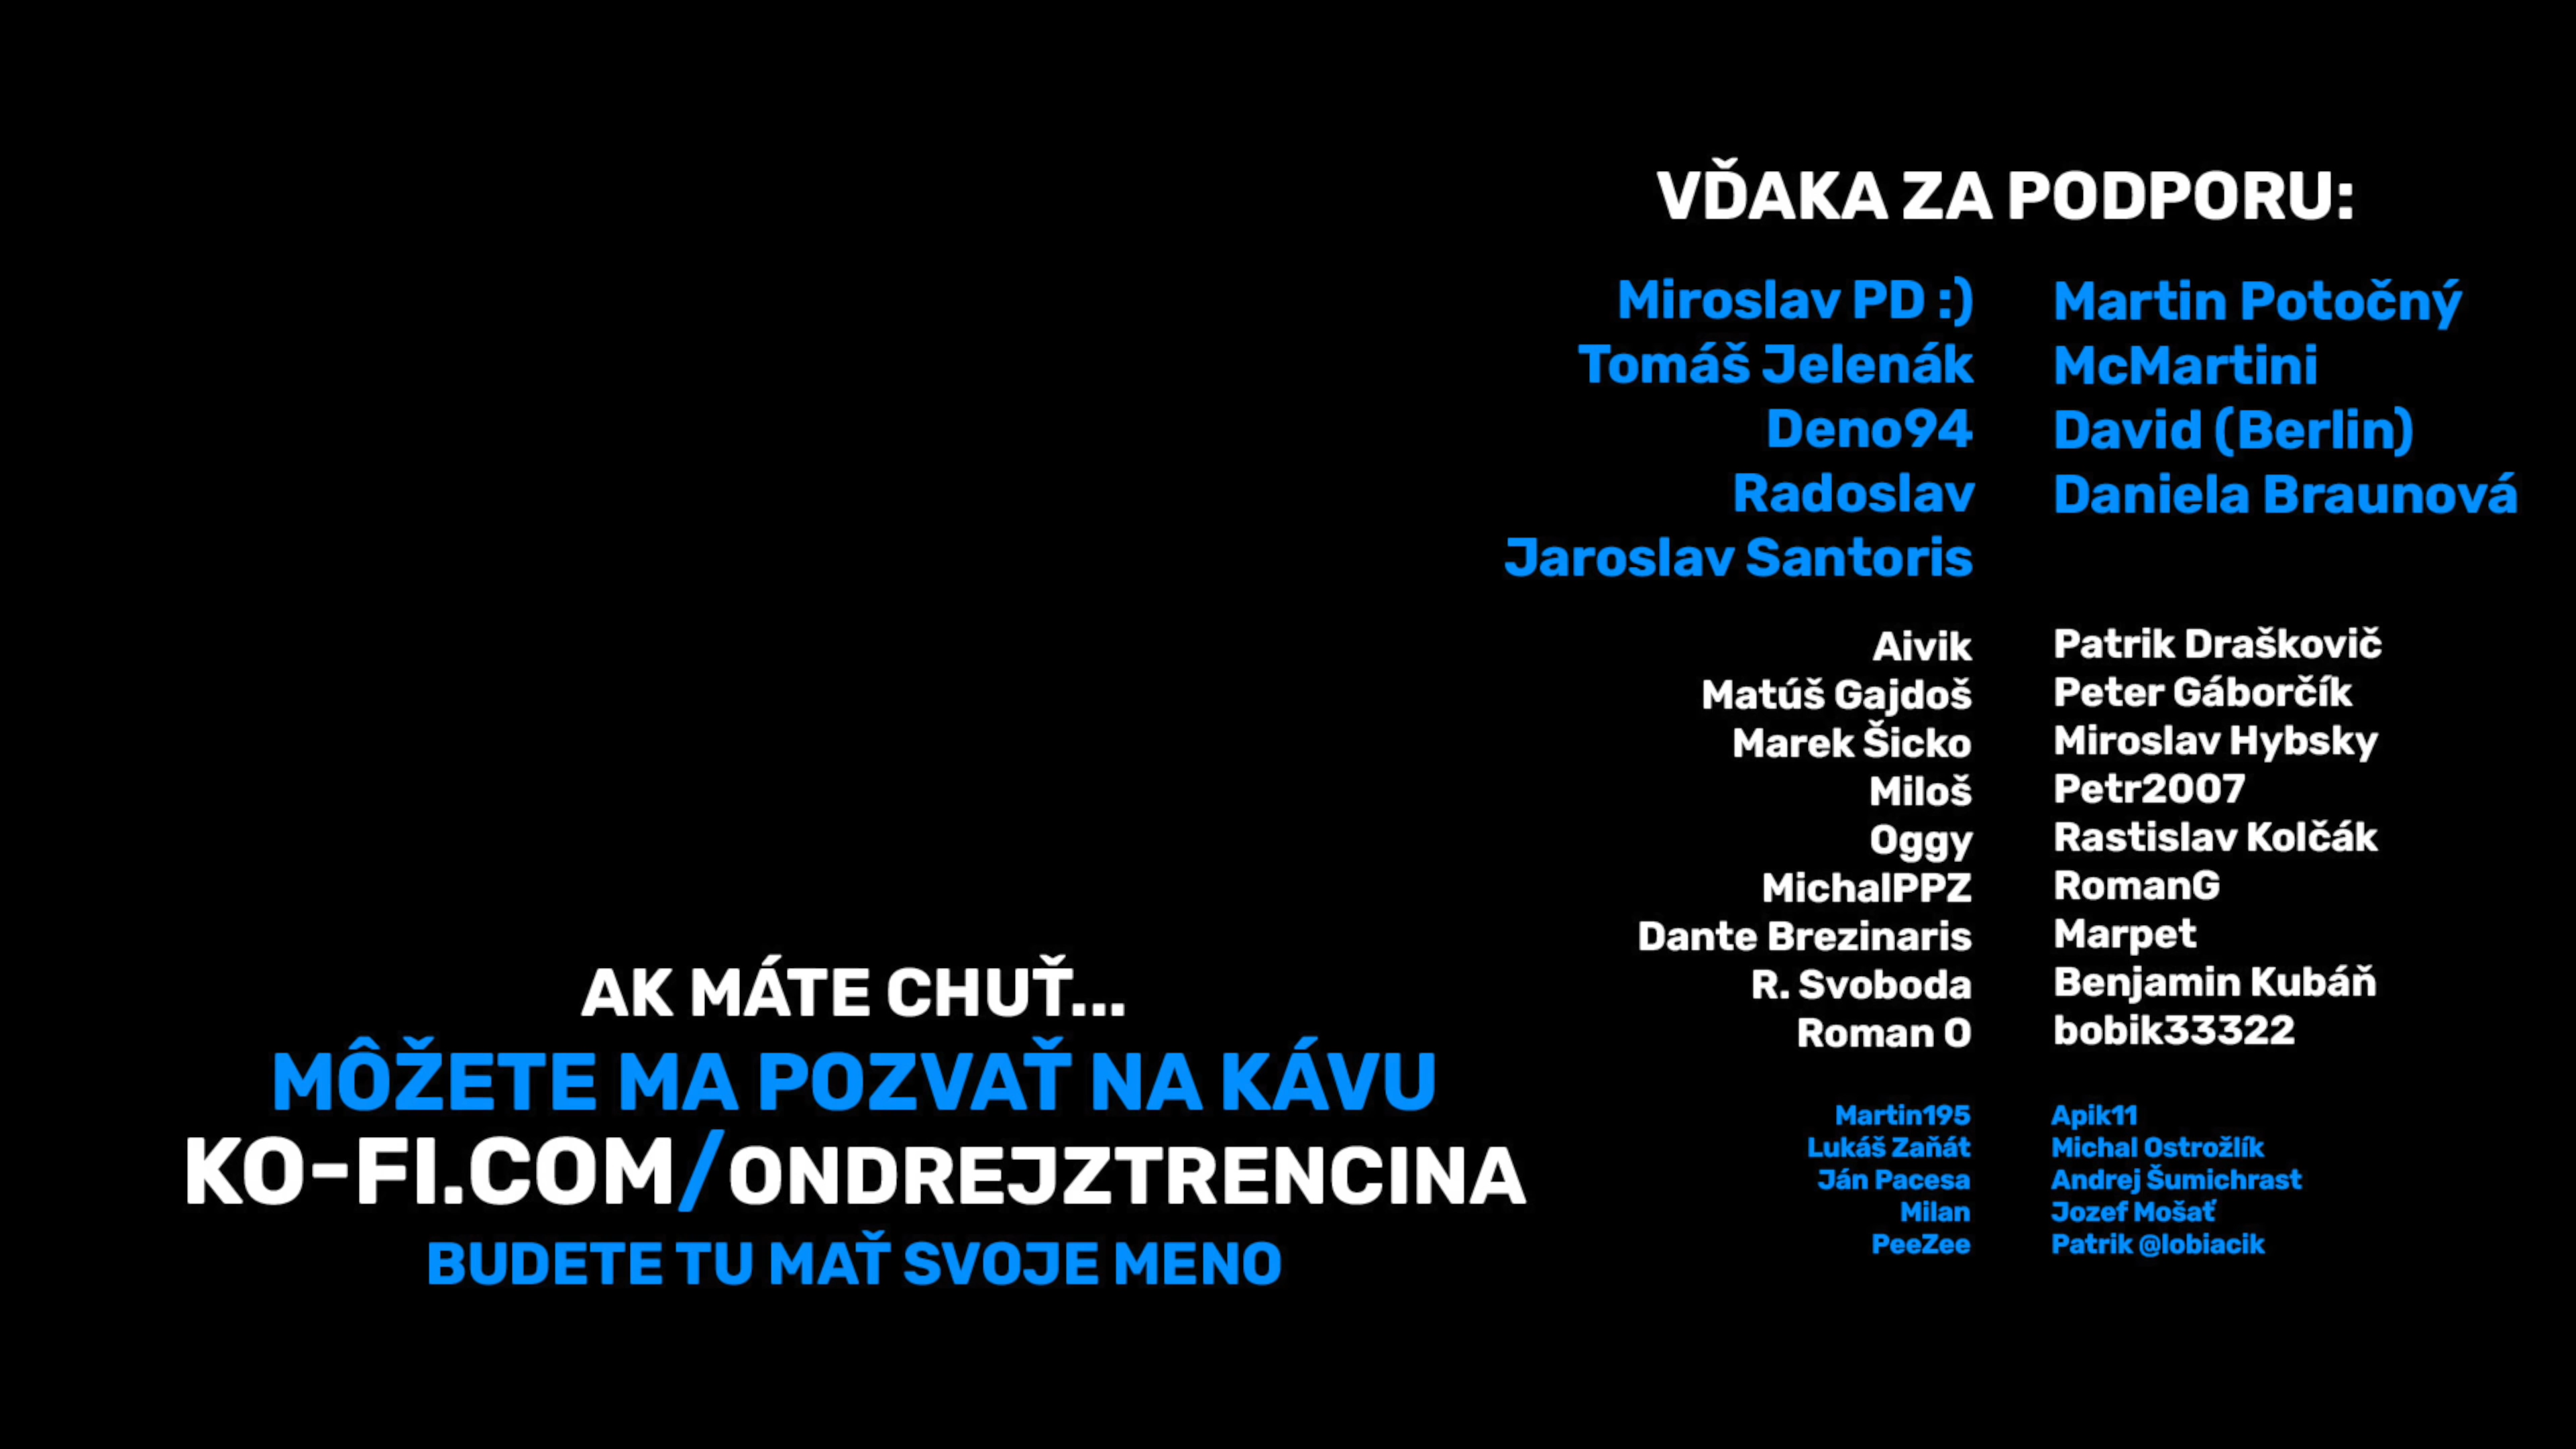 VĎAKA ZA PODPORU:
Miroslav PD :)
Tomáš Jelenák
Deno94
Radoslav
Jaroslav Santoris
Martin Potočný
McMartini
David (Berlin)
Daniela Braunová
Aivik
Matúš Gajdoš
Marek Šicko
Miloš
Oggy
MichalPPZ
Dante Brezinaris
R. Svoboda
Roman O
Patrik Draškovič
Peter Gáborčík
Miroslav Hybsky
Petr2007
Rastislav Kolčák
RomanG
Marpet
Benjamin Kubáň
bobik33322
Martin195
Lukáš Zaňát
Ján Pacesa
Milan
PeeZee
Apik11
Michal Ostrožlík
Andrej Šumichrast
Jozef Mošať
Patrik @lobiacik
AK MÁTE CHUŤ...
MÔŽETE MA POZVAŤ NA KÁVU
KO-FI.COM/ONDREJZTRENCINA
BUDETE TU MAŤ SVOJE MENO